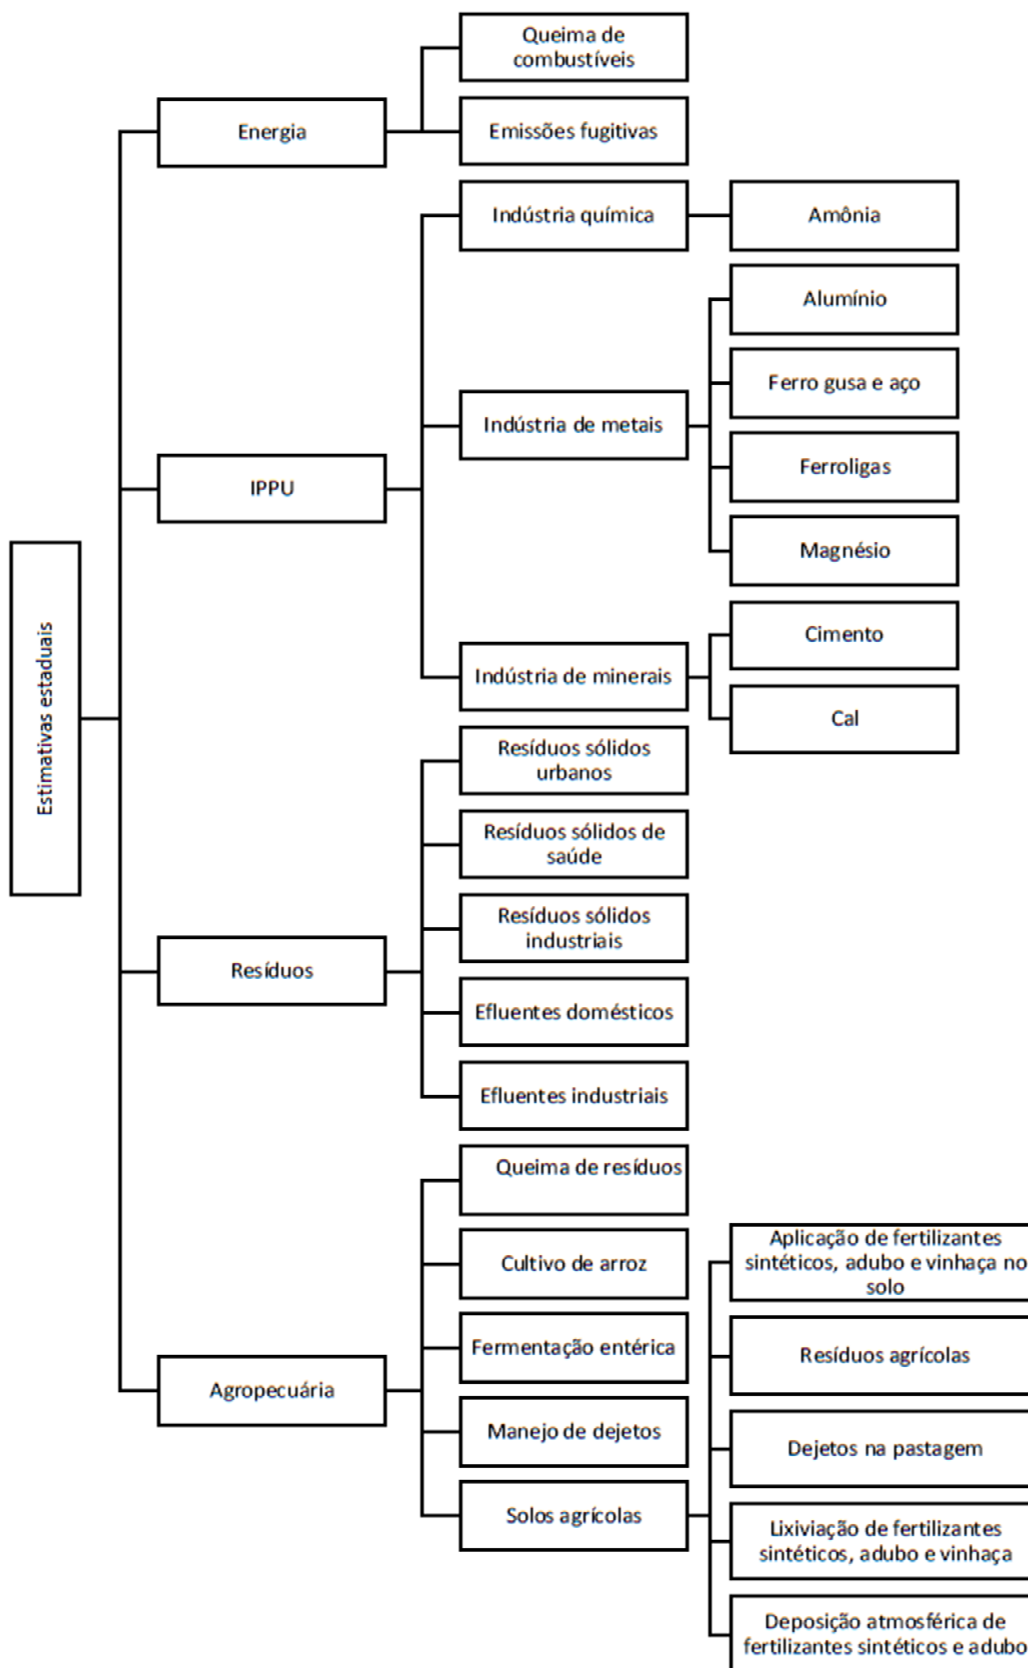 Queima de
combustíveis
Energia
Emissões fugitivas
Indústria química
Amônia
Alumínio
Ferro gusa e aço
Indústria de metais
Ferroligas
IPPU
Magnésio
Cimento
Indústria de minerais
Cal
Estimativas estaduais
Resíduos sólidos
urbanos
Resíduos sólidos de
saúde
Resíduos sólidos
industriais
Resíduos
Efluentes domésticos
Efluentes industriais
Queima de resíduos
Cultivo de arroz
Fermentação entérica
Agropecuária
Manejo de dejetos
Solos agrícolas
Aplicação de fertilizantes
sintéticos, adubo e vinhaça no
solo
Resíduos agrícolas
Dejetos na pastagem
Lixiviação de fertilizantes
sintéticos, adubo e vinhaça
Deposição atmosférica de
fertilizantes sintéticos e adubo